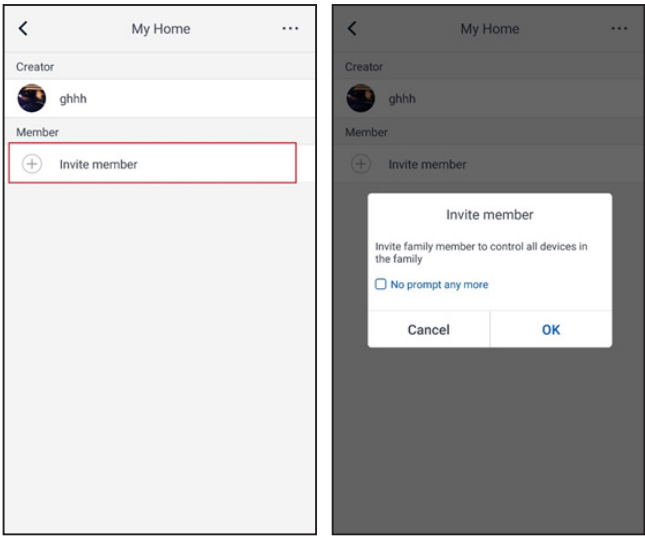 My Home
Creator
ghhh
Member
Invite member
My Home
Creator
ghhh
Member
Invite member
Invite member
Invite family member to control all devices in
the family
No prompt any more
Cancel
OK